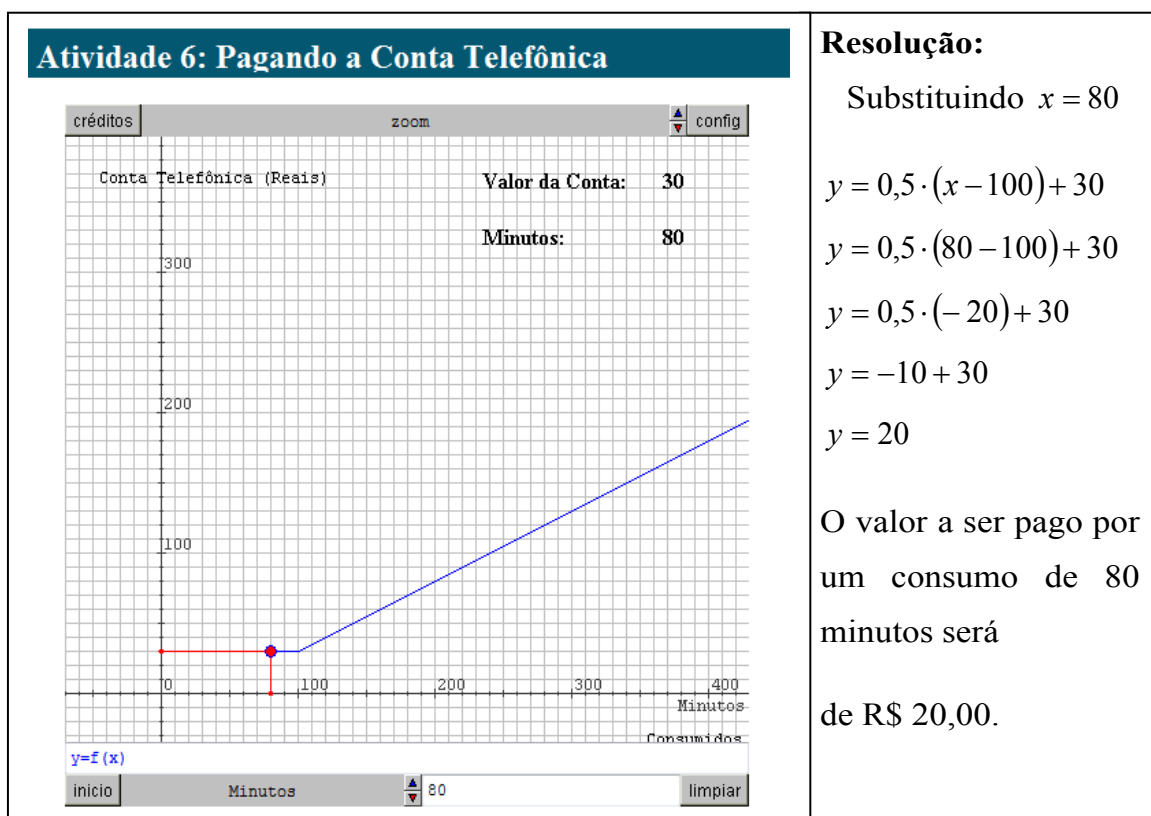 Atividade 6: Pagando a Conta Telefônica
créditos
zoom
config
Conta Telefônica (Reais)
Valor da Conta: 30
Minutos: 80
300
200
100
0 100 200 300 400
Minutos
Consumidos
y=f(x)
inicio
Minutos
80
limpiar
Resolução:
Substituindo x = 80
y = 0,5 · (x − 100) + 30
y = 0,5 · (80 − 100) + 30
y = 0,5 · (− 20) + 30
y = −10 + 30
y = 20
O valor a ser pago por
um consumo de 80
minutos será
de R$ 20,00.